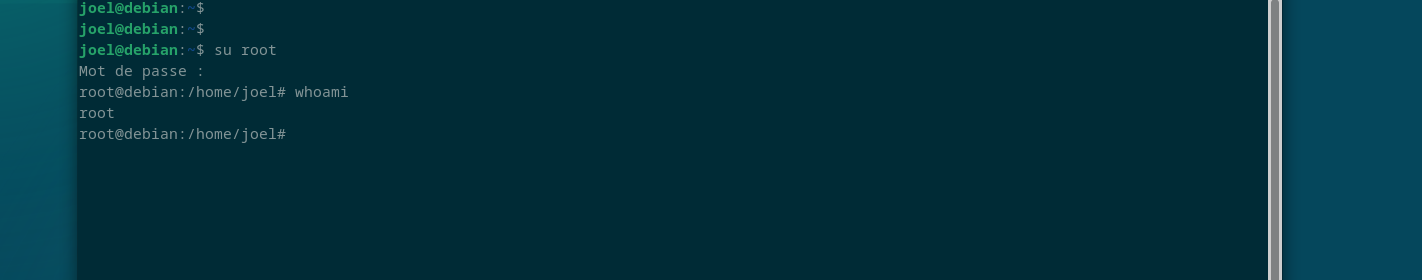 joel@debian:~$
joel@debian:~$
joel@debian:~$ su root
Mot de passe :
root@debian:/home/joel# whoami
root
root@debian:/home/joel#